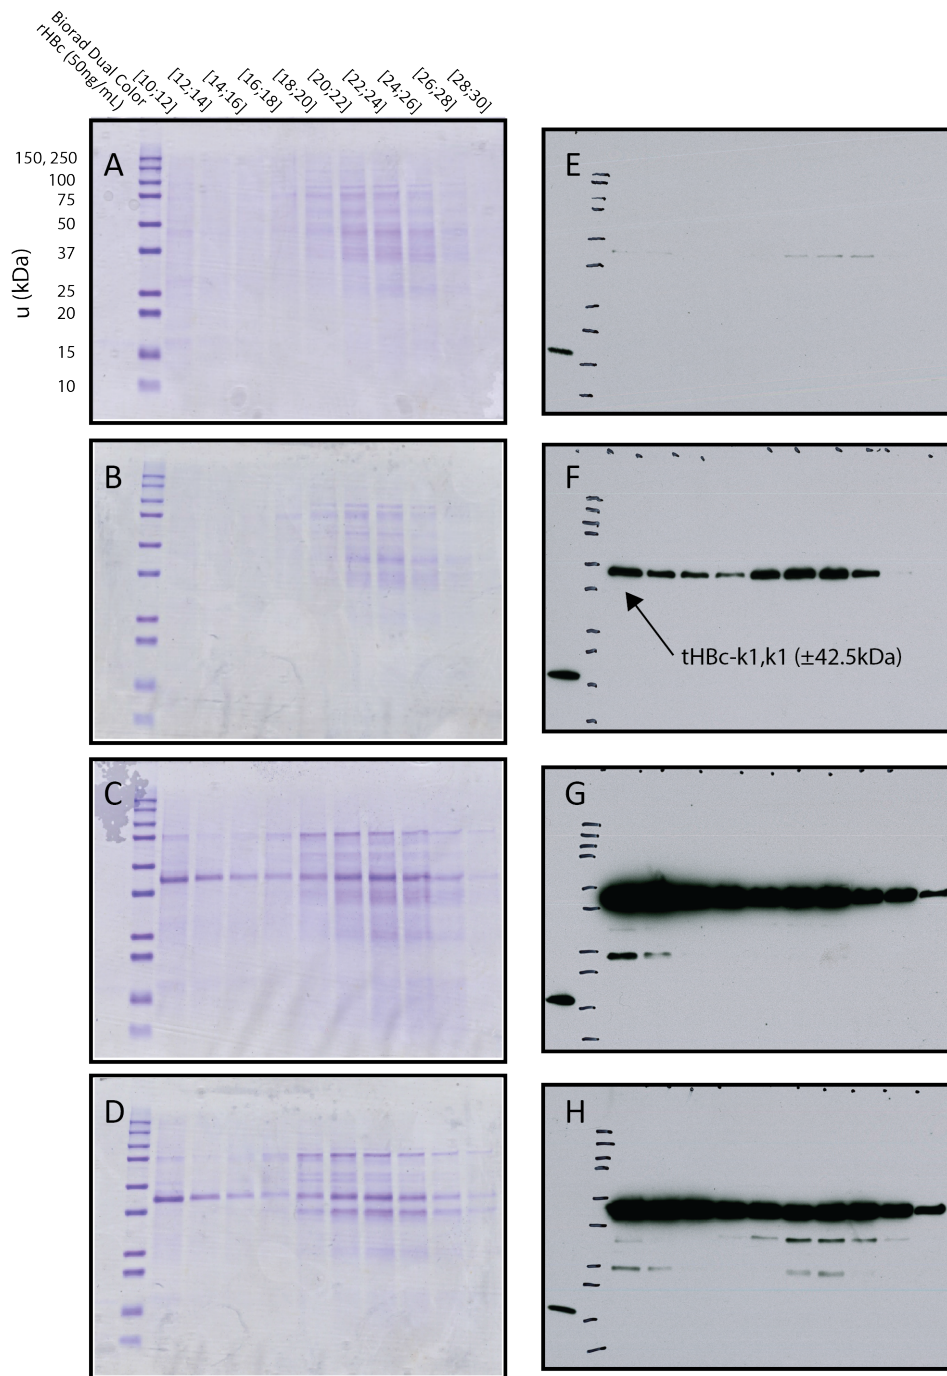 Biorad Dual Color
rHBc (50ng/mL)
[10;12]
[12;14]
[14;16]
[16;18]
[18;20]
[20;22]
[22;24]
[24;26]
[26;28]
[28;30]
A
150, 250
100
75
50
37
25
20
15
10
u (kDa)
E
B
F
tHBc-k1,k1 (±42.5kDa)
C
G
D
H